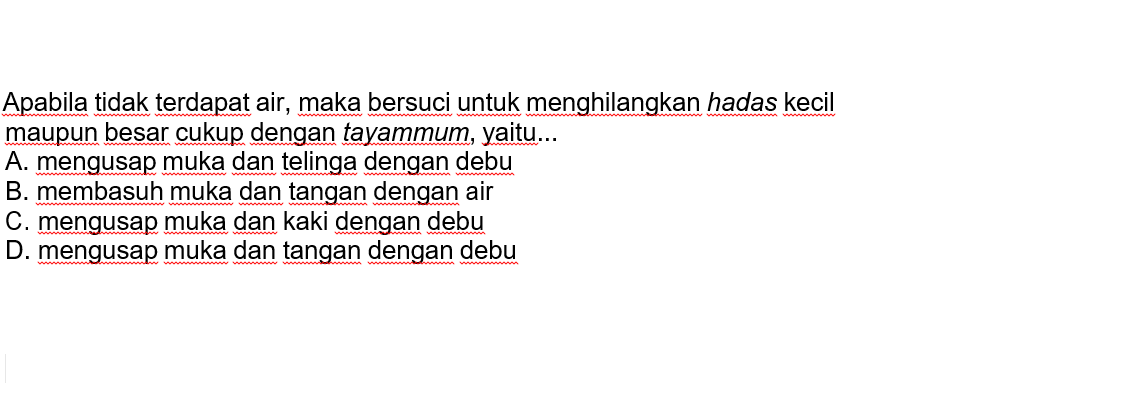 Apabila tidak terdapat air, maka bersuci untuk menghilangkan hadas kecil
maupun besar cukup dengan tayammum, yaitu...
A. mengusap muka dan telinga dengan debu
B. membasuh muka dan tangan dengan air
C. mengusap muka dan kaki dengan debu
D. mengusap muka dan tangan dengan debu